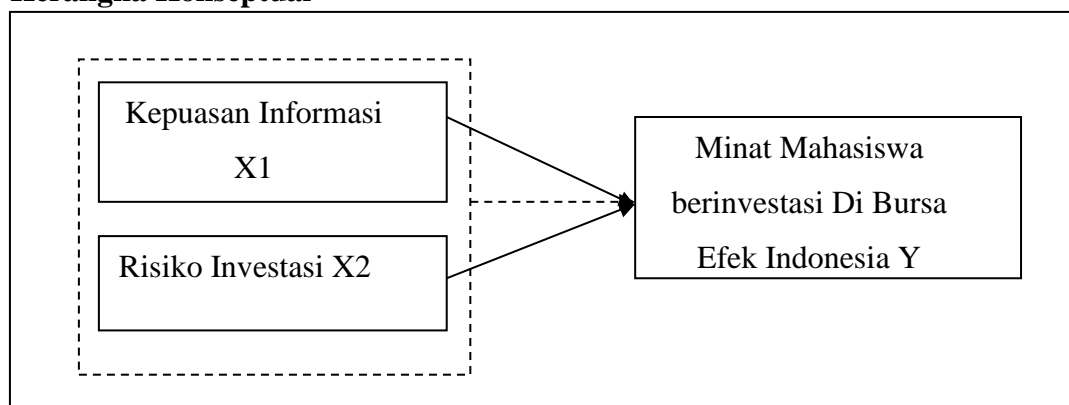 Kerangka Konseptual
Kepuasan Informasi
X1
Minat Mahasiswa
berinvestasi Di Bursa
Efek Indonesia Y
Risiko Investasi X2